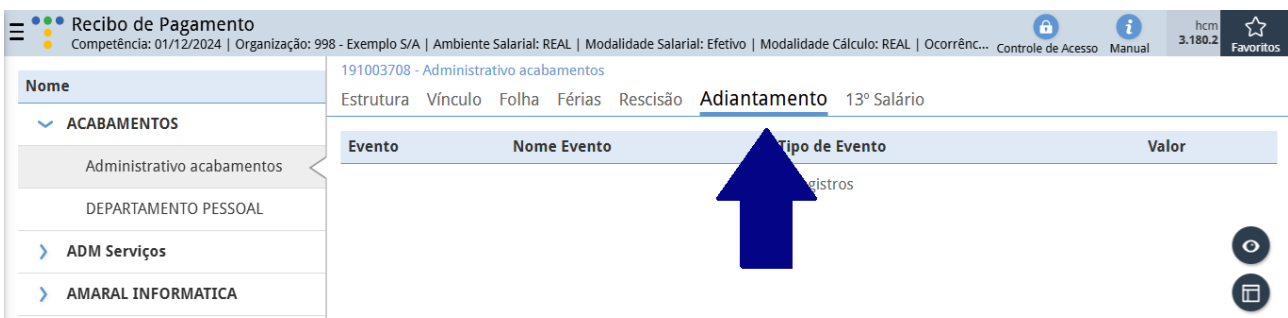 Recibo de Pagamento
Competência: 01/12/2024 | Organização: 998 - Exemplo S/A | Ambiente Salarial: REAL | Modalidade Salarial: Efetivo | Modalidade Cálculo: REAL | Ocorrênc...
Controle de Acesso
Manual
hcm
3.180.2
Favoritos
Nome
ACABAMENTOS
Administrativo acabamentos
DEPARTAMENTO PESSOAL
ADM Serviços
AMARAL INFORMATICA
191003708 - Administrativo acabamentos
Estrutura Vínculo Folha Férias Rescisão Adiantamento 13º Salário
Evento Nome Evento Tipo de Evento Valor